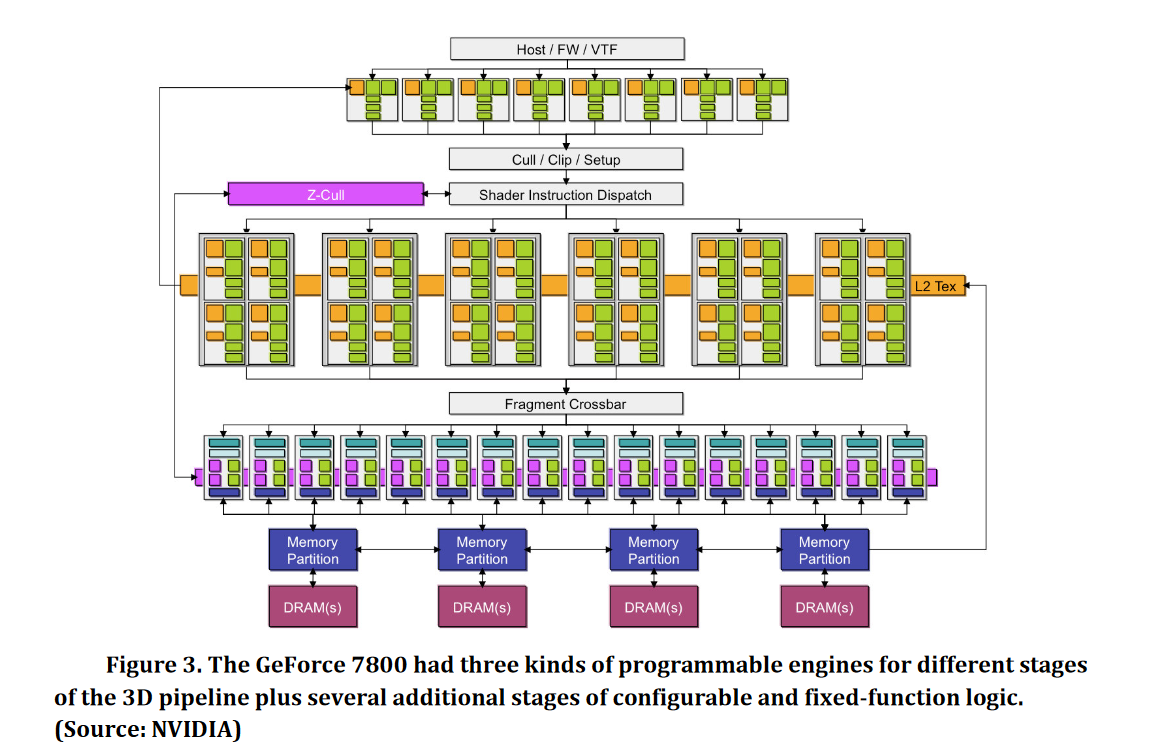 Host / FW / VTF
Cull / Clip / Setup
Z-Cull
Shader Instruction Dispatch
L2 Tex
Fragment Crossbar
Memory Partition
Memory Partition
Memory Partition
Memory Partition
DRAM(s)
DRAM(s)
DRAM(s)
DRAM(s)
Figure 3. The GeForce 7800 had three kinds of programmable engines for different stages
of the 3D pipeline plus several additional stages of configurable and fixed-function logic.
(Source: NVIDIA)